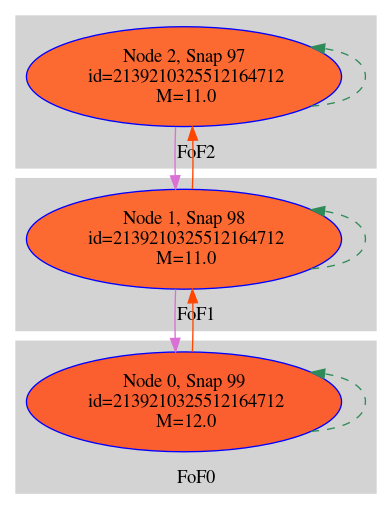 Node 2, Snap 97
id=2139210325512164712
M=11.0
FoF2
Node 1, Snap 98
id=2139210325512164712
M=11.0
FoF1
Node 0, Snap 99
id=2139210325512164712
M=12.0
FoF0